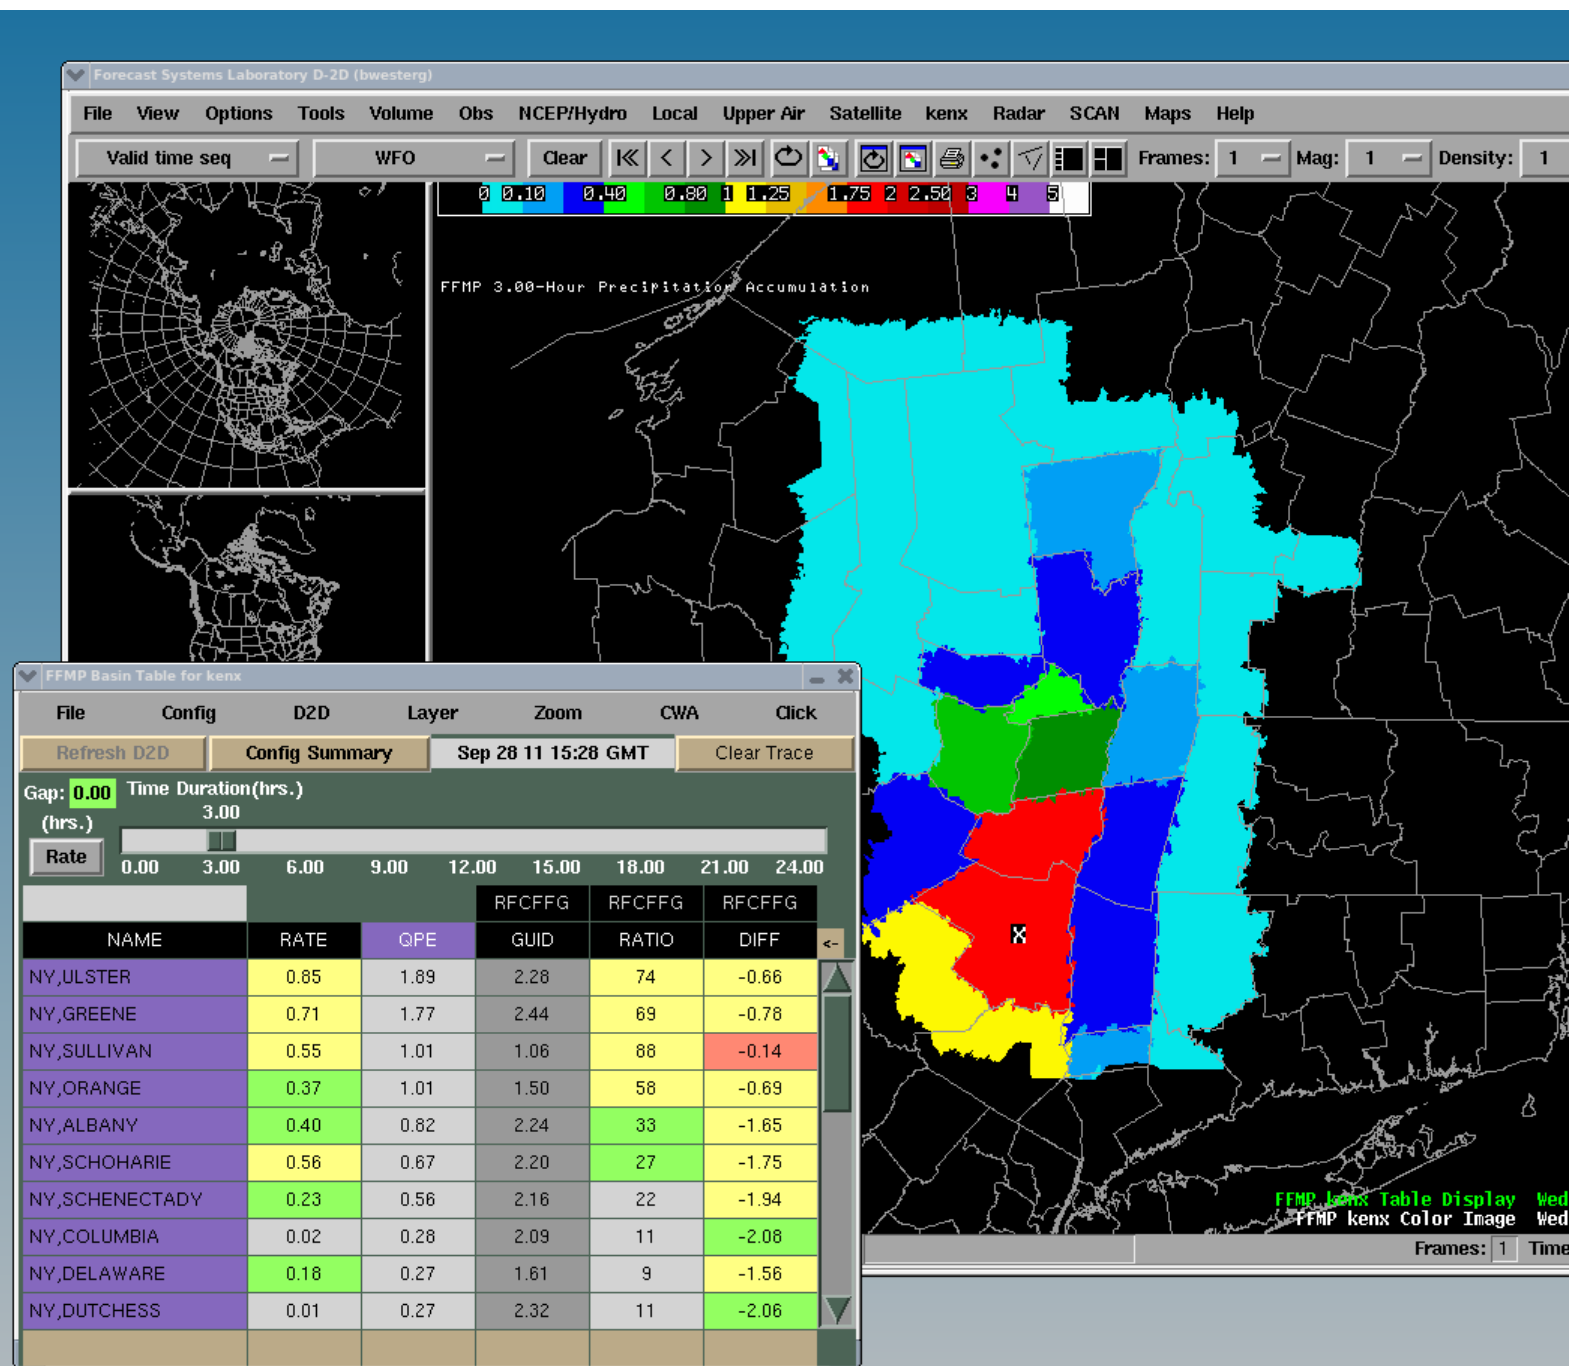 Forecast Systems Laboratory D-2D (bwesterg)
File View Options Tools Volume Obs NCEP/Hydro Local Upper Air Satellite kenx Radar SCAN Maps Help
Valid time seq WFO Clear Frames: 1 Mag: 1 Density: 1
0 0.10 0.40 0.80 1 1.25 1.75 2 2.50 3 4 5
FFMP 3.00-Hour Precipitation Accumulation
X
FFMP Basin Table for kenx
File Config D2D Layer Zoom CWA Click
Refresh D2D Config Summary Sep 28 11 15:28 GMT Clear Trace
Gap: 0.00 Time Duration(hrs.)
(hrs.) 3.00
Rate 0.00 3.00 6.00 9.00 12.00 15.00 18.00 21.00 24.00
RFCFFG RFCFFG RFCFFG
NAME RATE QPE GUID RATIO DIFF <-
NY,ULSTER 0.85 1.89 2.28 74 -0.66
NY,GREENE 0.71 1.77 2.44 69 -0.78
NY,SULLIVAN 0.55 1.01 1.06 88 -0.14
NY,ORANGE 0.37 1.01 1.50 58 -0.69
NY,ALBANY 0.40 0.82 2.24 33 -1.65
NY,SCHOHARIE 0.56 0.67 2.20 27 -1.75
NY,SCHENECTADY 0.23 0.56 2.16 22 -1.94
NY,COLUMBIA 0.02 0.28 2.09 11 -2.08
NY,DELAWARE 0.18 0.27 1.61 9 -1.56
NY,DUTCHESS 0.01 0.27 2.32 11 -2.06
FFMP kenx Table Display Wed
FFMP kenx Color Image Wed
Frames: 1 Time